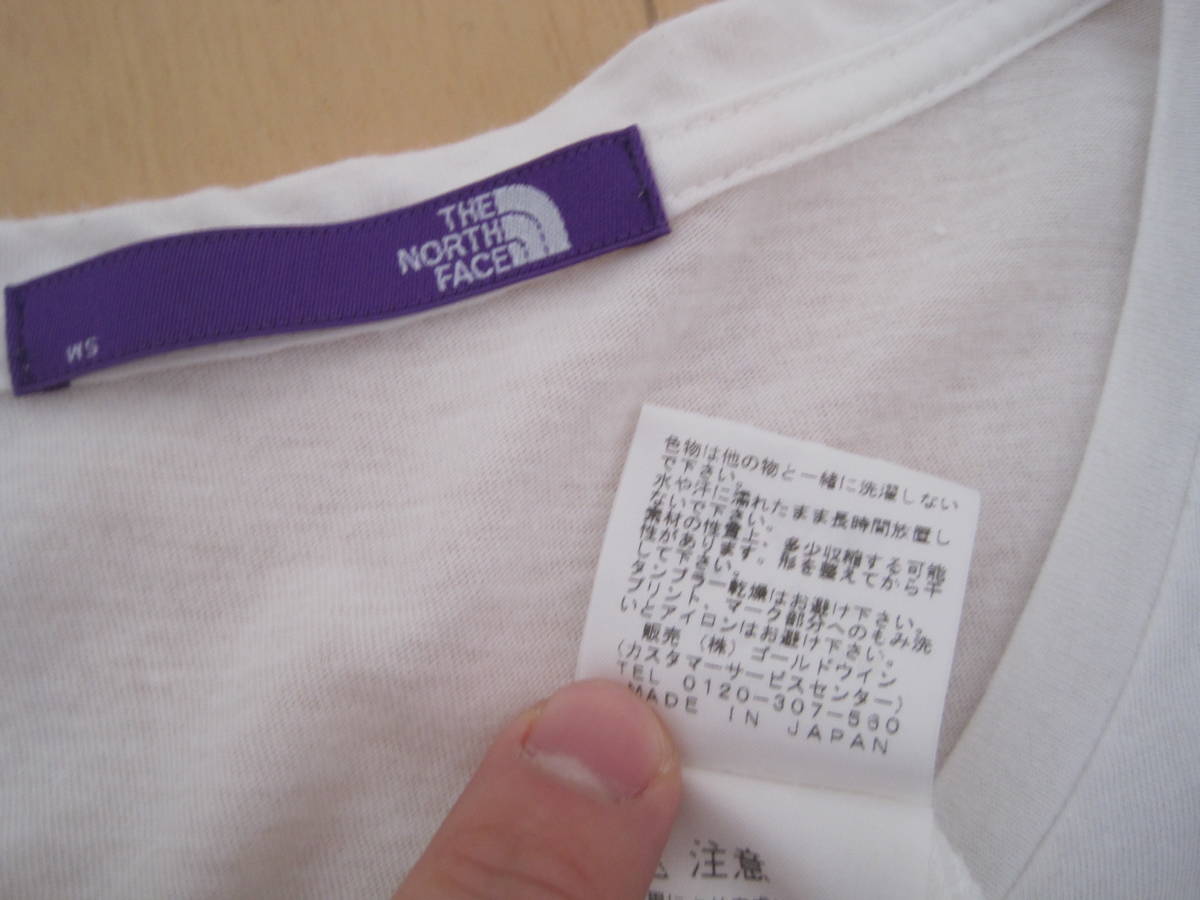 THE
NORTH
FACE
WS
色物は他の物と一緒に洗濯しない
で下さい。
水や汗に濡れたまま長時間放置し
ないで下さい。
素材の性質上、多少収縮する可能
性があります。形を整えてから干
して下さい。
タンブラー乾燥はお避け下さい。
プリント、マーク部分へのもみ洗
いとアイロンはお避け下さい。
販売 (株) ゴールドウイン
(カスタマーサービスセンター)
TEL 0120-307-560
MADE IN JAPAN
注意